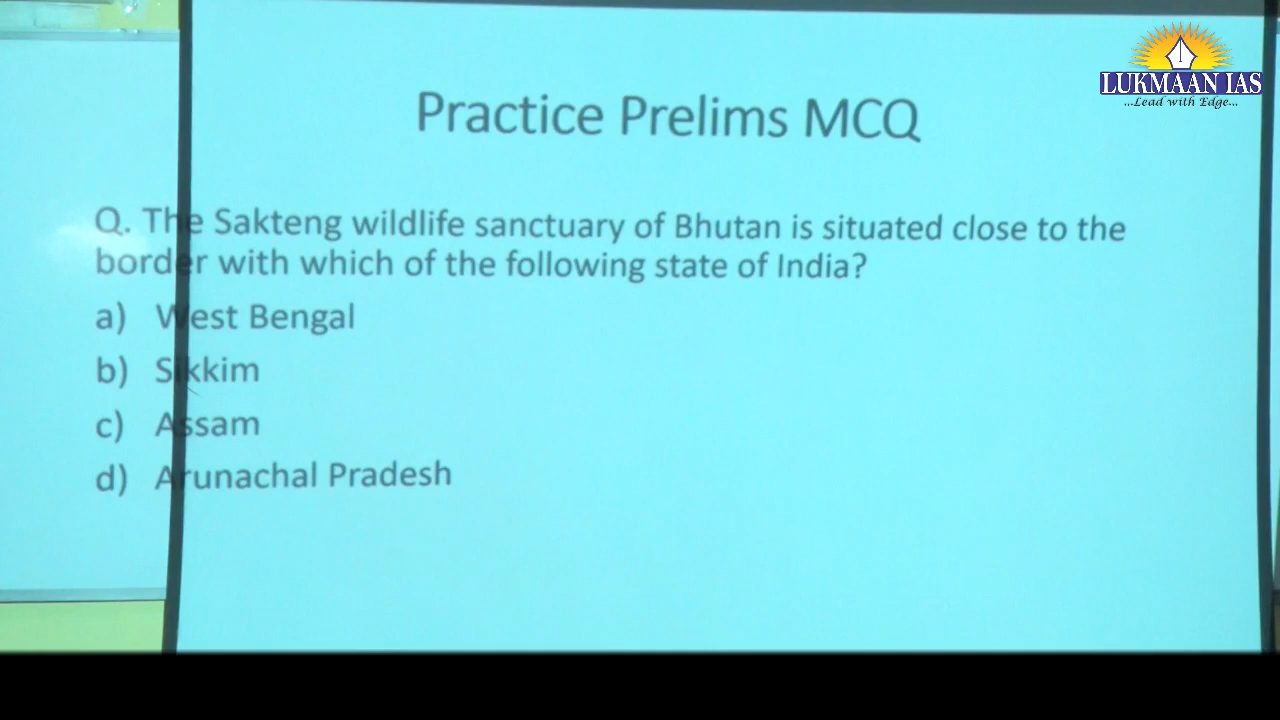 LUKMAAN IAS
...Lead with Edge...
Practice Prelims MCQ
Q. The Sakteng wildlife sanctuary of Bhutan is situated close to the
border with which of the following state of India?
a) West Bengal
b) Sikkim
c) Assam
d) Arunachal Pradesh